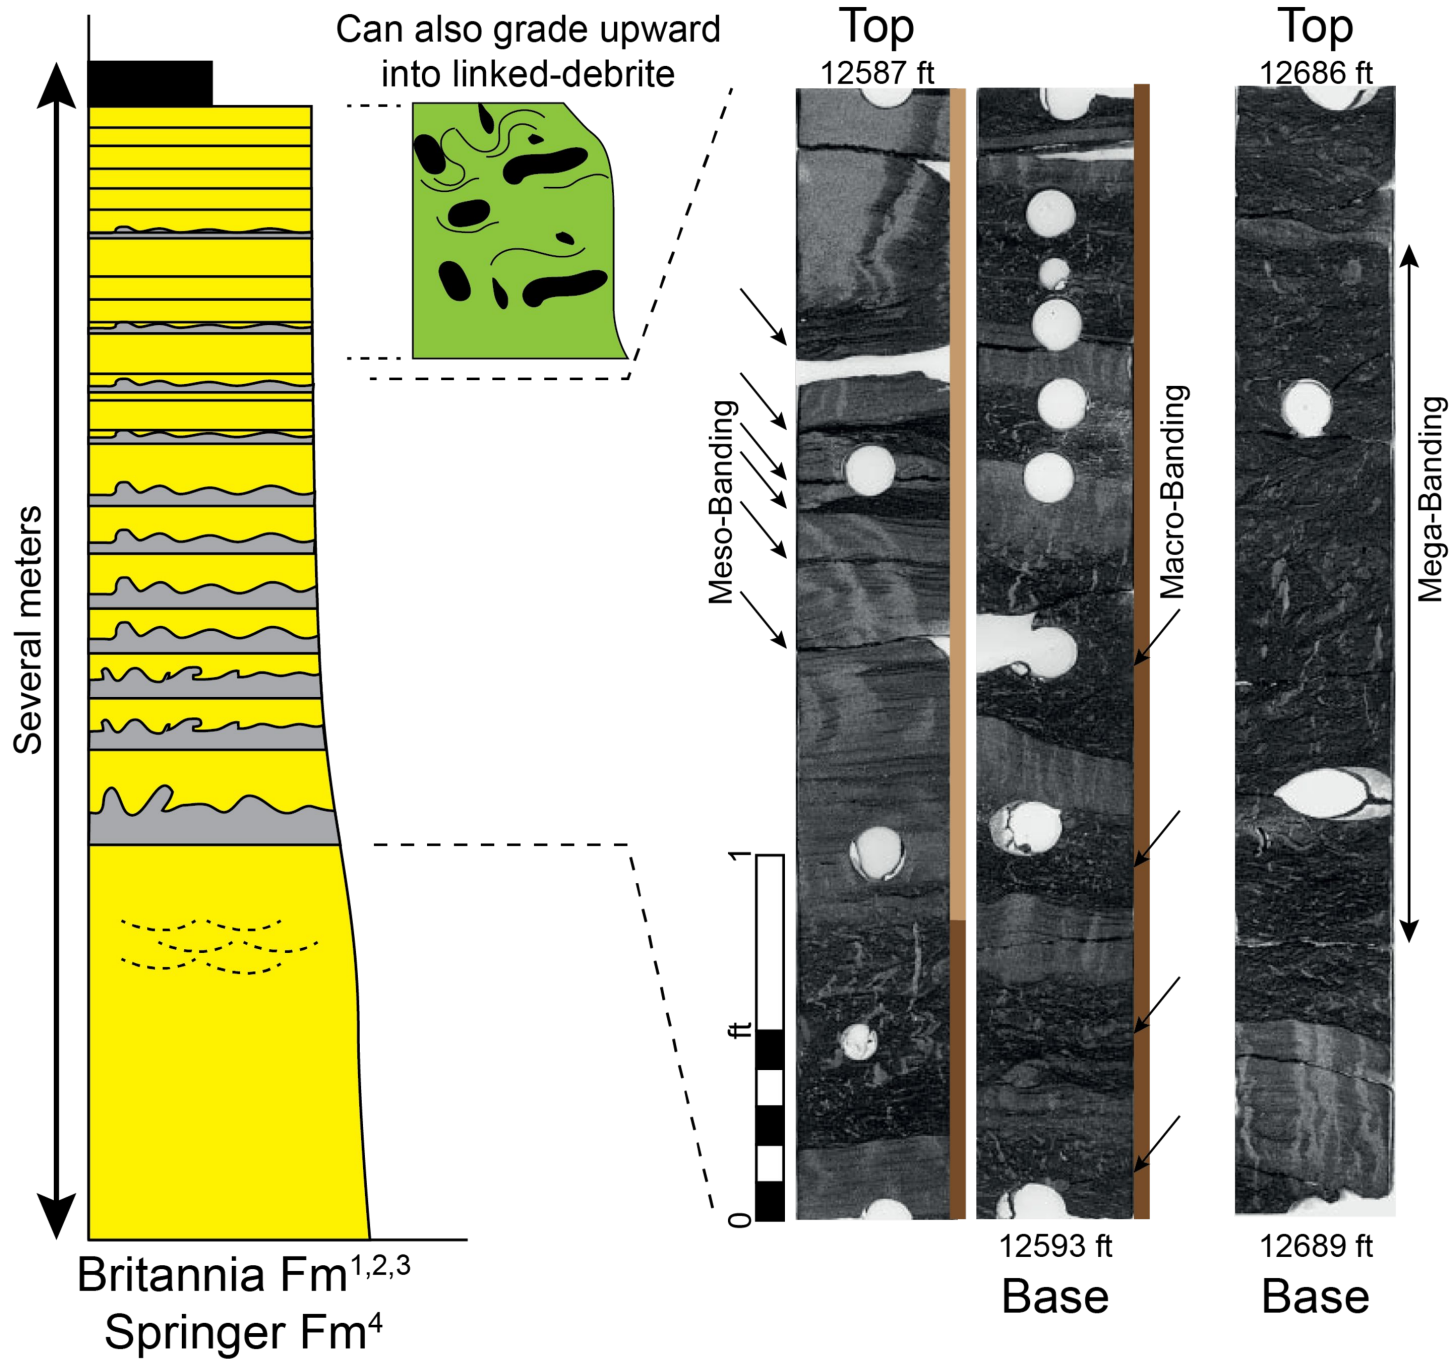 Several meters
Can also grade upward
into linked-debrite
Top
12587 ft
Top
12686 ft
Meso-Banding
Macro-Banding
Mega-Banding
1
ft
0
12593 ft
Base
12689 ft
Base
Britannia Fm1,2,3
Springer Fm4